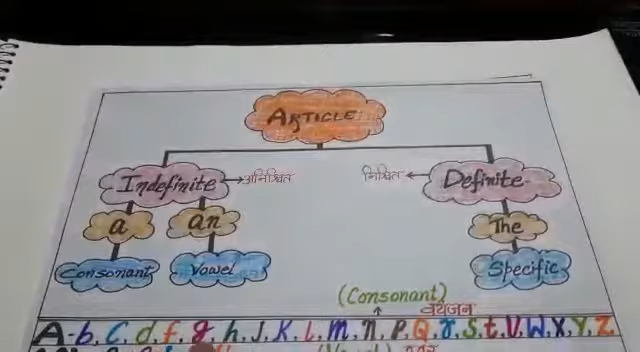 ARTICLE
Indefinite → अनिश्चित निश्चित ← Definite
a an The
Consonant Vowel Specific
(Consonant)
व्यंजन
A-b, C, d, f, g, h, J, K, L, M, n, P, Q, r, S, t, V, W, X, Y, Z